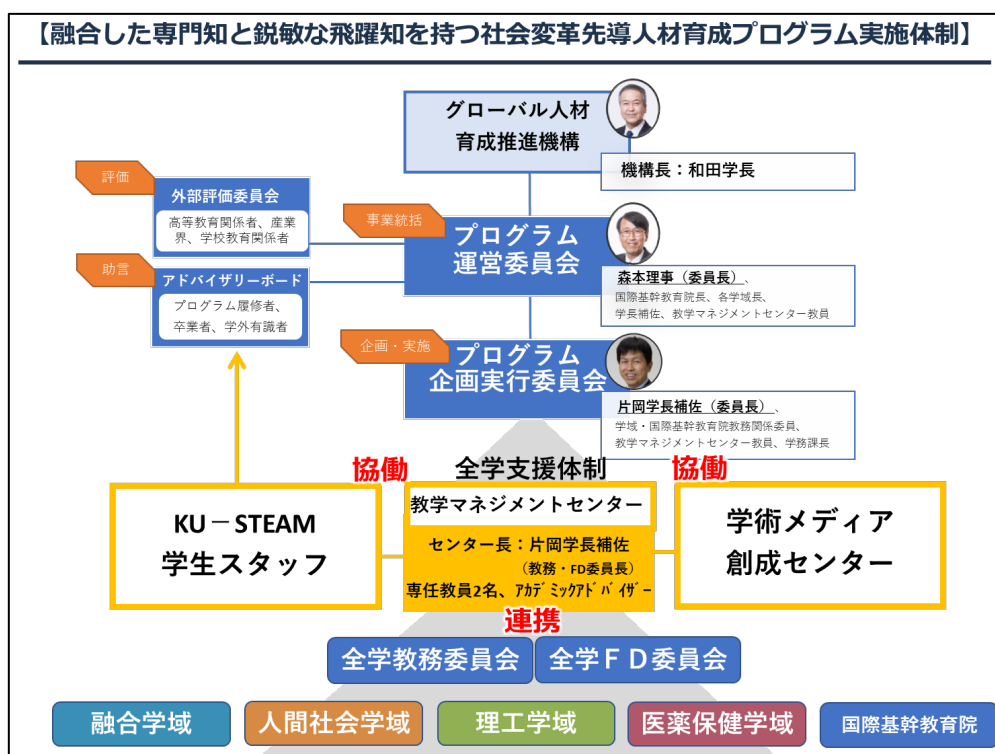 【融合した専門知と鋭敏な飛躍知を持つ社会変革先導人材育成プログラム実施体制】
グローバル人材
育成推進機構
機構長：和田学長
評価
外部評価委員会
高等教育関係者、産業
界、学校教育関係者
事業統括
プログラム
運営委員会
森本理事（委員長）、
国際基幹教育院長、各学域長、
学長補佐、教学マネジメントセンター教員
助言
アドバイザリーボード
プログラム履修者、
卒業者、学外有識者
企画・実施
プログラム
企画実行委員会
片岡学長補佐（委員長）、
学域・国際基幹教育院教務関係委員、
教学マネジメントセンター教員、学務課長
協働
全学支援体制
協働
KU－STEAM
学生スタッフ
教学マネジメントセンター
センター長：片岡学長補佐
（教務・FD委員長）
専任教員2名、ｱｶﾃﾞﾐｯｸｱﾄﾞﾊﾞｲｻﾞｰ
学術メディア
創成センター
連携
全学教務委員会
全学ＦＤ委員会
融合学域
人間社会学域
理工学域
医薬保健学域
国際基幹教育院